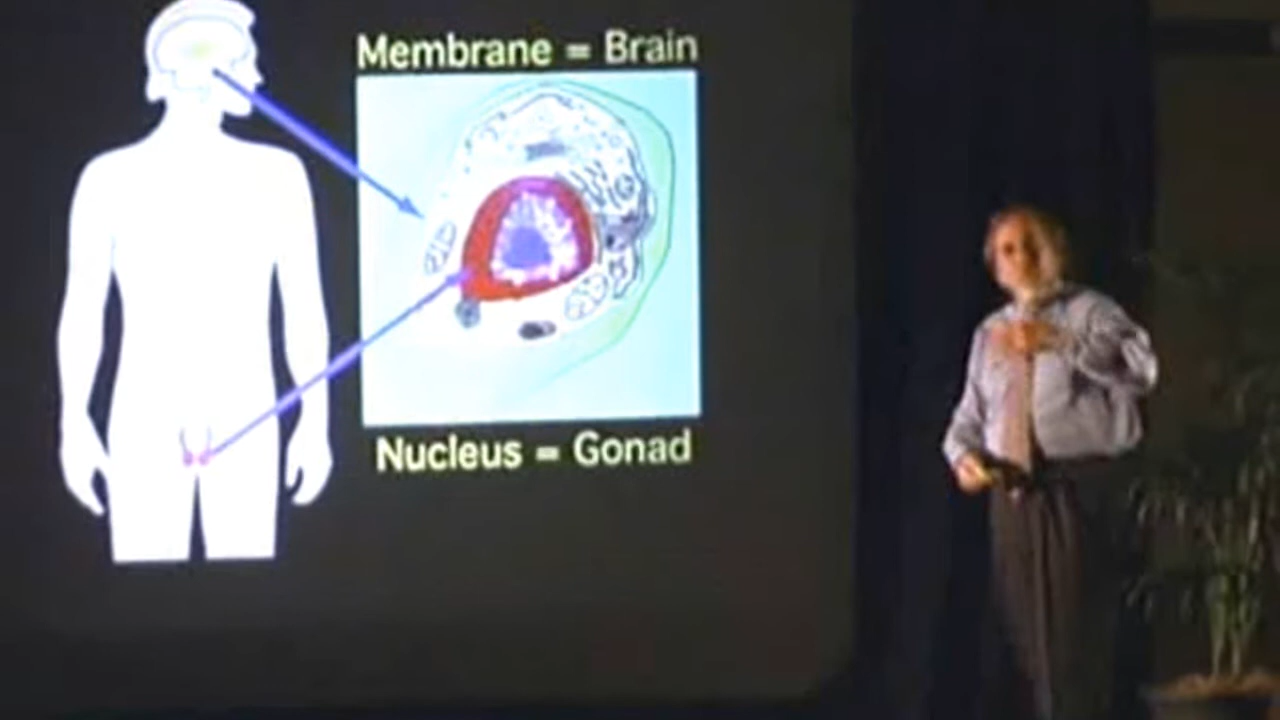 Membrane = Brain
Nucleus = Gonad